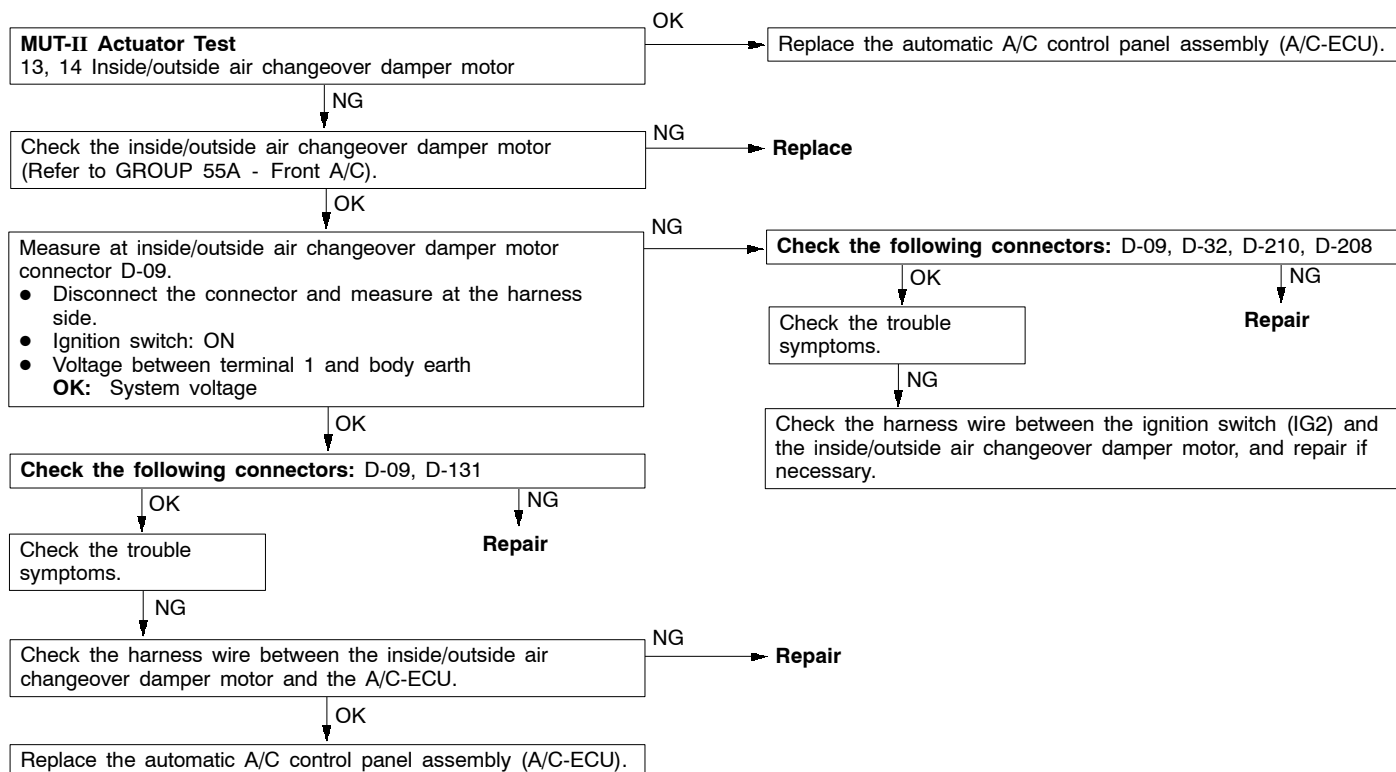 MUT-II Actuator Test
13, 14 Inside/outside air changeover damper motor
OK
Replace the automatic A/C control panel assembly (A/C-ECU).
NG
Check the inside/outside air changeover damper motor
(Refer to GROUP 55A - Front A/C).
NG
Replace
OK
Measure at inside/outside air changeover damper motor
connector D-09.
● Disconnect the connector and measure at the harness
side.
● Ignition switch: ON
● Voltage between terminal 1 and body earth
OK: System voltage
NG
Check the following connectors: D-09, D-32, D-210, D-208
OK
NG
Check the trouble
symptoms.
Repair
NG
Check the harness wire between the ignition switch (IG2) and
the inside/outside air changeover damper motor, and repair if
necessary.
OK
Check the following connectors: D-09, D-131
OK
NG
Check the trouble
symptoms.
Repair
NG
Check the harness wire between the inside/outside air
changeover damper motor and the A/C-ECU.
NG
Repair
OK
Replace the automatic A/C control panel assembly (A/C-ECU).